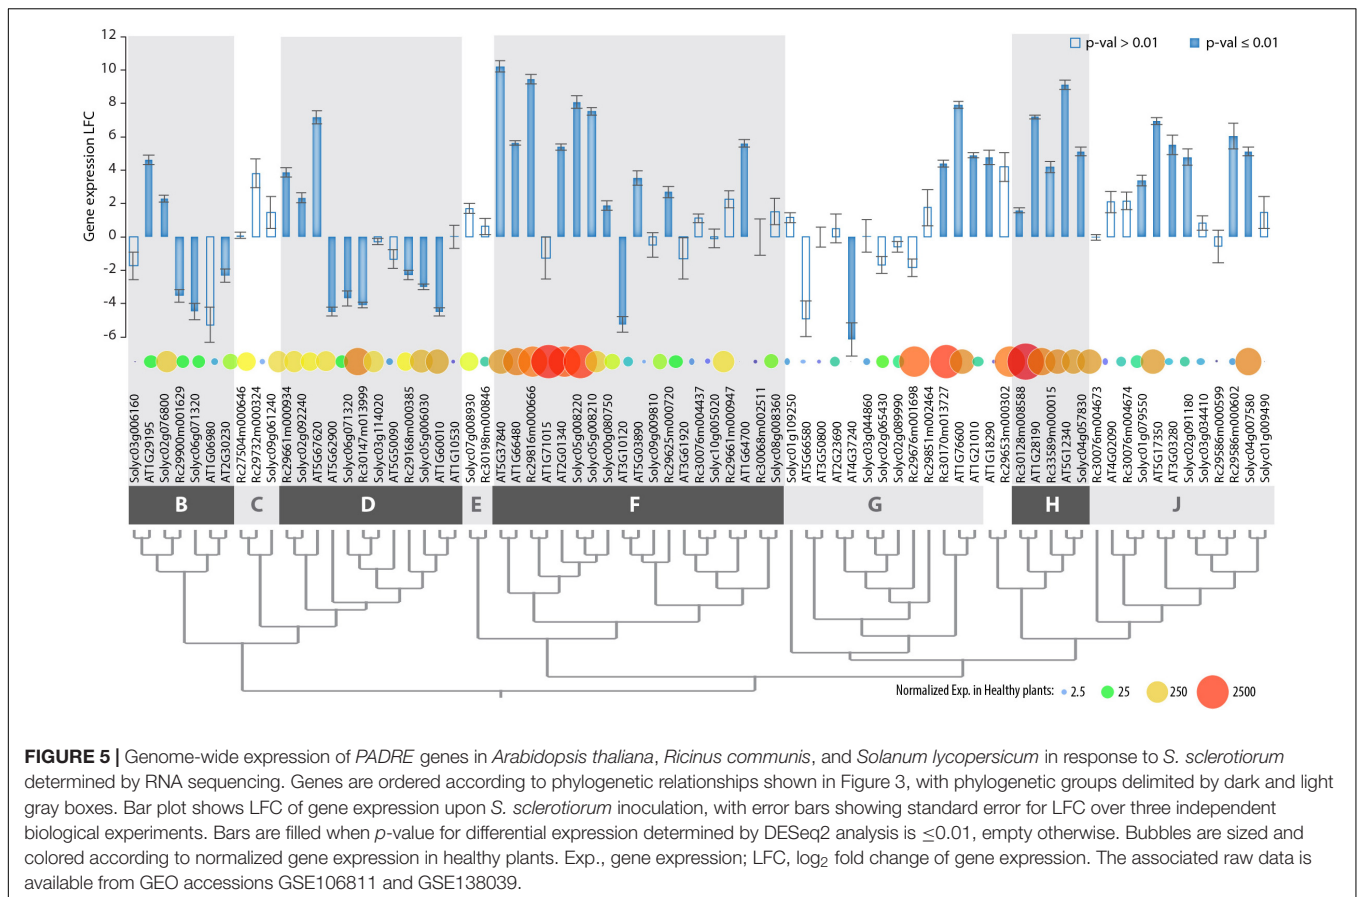 12
10
8
6
4
2
0
-2
-4
-6
Gene expression LFC
p-val > 0.01
p-val ≤ 0.01
Solyc03g006160
AT1G29195
Solyc02g076800
Rc29900m001629
Solyc06g071320
AT1G06980
AT2G30230
Rc27504m006646
Rc29732m000324
Solyc09g061240
Rc29661m000934
Solyc02g092240
AT5G67620
AT5G62900
Solyc06g071320
Rc30147m013999
Solyc03g114020
AT5G50090
Rc29168m000385
Solyc05g006030
AT1G60010
AT1G10530
Solyc07g008930
Rc30198m000846
AT5G37840
AT1G66480
Rc29816m000666
AT1G71015
AT2G01340
Solyc05g008220
Solyc05g008210
Solyc00g080750
AT3G10120
AT5G03890
Solyc09g009810
Rc29625m000720
AT3G61920
Rc30076m004437
Solyc10g005020
Rc29661m000947
AT1G64700
Rc30068m002511
Solyc08g008360
Solyc01g109250
AT5G66580
AT3G50800
AT2G23690
AT4G37240
Solyc03g044860
Solyc02g065430
Solyc02g089990
Rc29676m001698
Rc29851m002464
Rc30170m013727
AT1G76600
AT1G21010
AT1G18290
Rc29653m000302
Rc30128m008588
AT1G28190
Rc33589m000015
AT5G12340
Solyc04g057830
Rc30076m004673
AT4G02090
Rc30076m004674
Solyc01g079550
AT5G17350
AT3G03280
Solyc02g091180
Solyc03g034410
Rc29586m000599
Rc29586m006602
Solyc04g007580
Solyc01g009490
B C D E F G H J
Normalized Exp. in Healthy plants: 2.5 25 250 2500
FIGURE 5 | Genome-wide expression of PADRE genes in Arabidopsis thaliana, Ricinus communis, and Solanum lycopersicum in response to S. sclerotiorum
determined by RNA sequencing. Genes are ordered according to phylogenetic relationships shown in Figure 3, with phylogenetic groups delimited by dark and light
gray boxes. Bar plot shows LFC of gene expression upon S. sclerotiorum inoculation, with error bars showing standard error for LFC over three independent
biological experiments. Bars are filled when p-value for differential expression determined by DESeq2 analysis is ≤0.01, empty otherwise. Bubbles are sized and
colored according to normalized gene expression in healthy plants. Exp., gene expression; LFC, log₂ fold change of gene expression. The associated raw data is
available from GEO accessions GSE106811 and GSE138039.